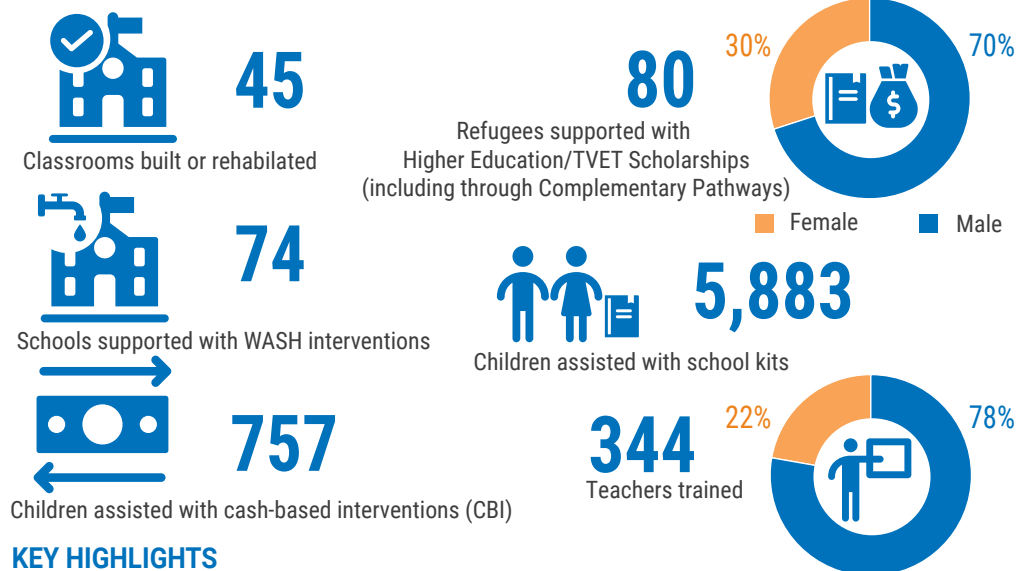 45
Classrooms built or rehabilated
74
Schools supported with WASH interventions
757
Children assisted with cash-based interventions (CBI)
80
Refugees supported with
Higher Education/TVET Scholarships
(including through Complementary Pathways)
30%
70%
$
Female
Male
5,883
Children assisted with school kits
344
Teachers trained
22%
78%
KEY HIGHLIGHTS